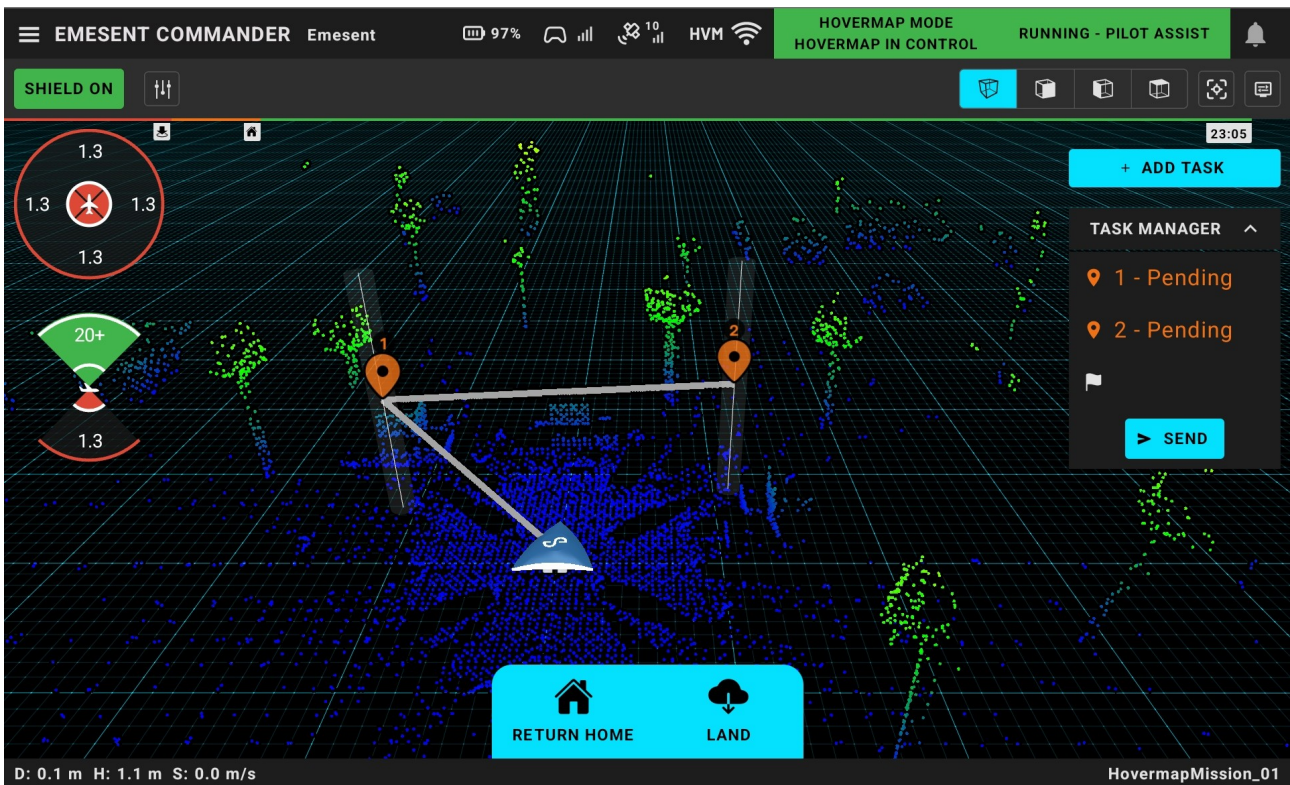 EMESENT COMMANDER Emesent 97% 10 HVM
HOVERMAP MODE
HOVERMAP IN CONTROL
RUNNING - PILOT ASSIST
SHIELD ON
23:05
1.3
1.3 1.3
1.3
20+
1.3
1
2
+ ADD TASK
TASK MANAGER
1 - Pending
2 - Pending
SEND
RETURN HOME LAND
D: 0.1 m H: 1.1 m S: 0.0 m/s HovermapMission_01